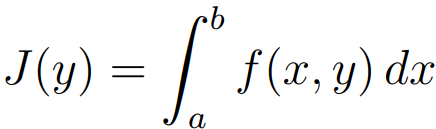 J(y) = ∫_a^b f(x, y) dx